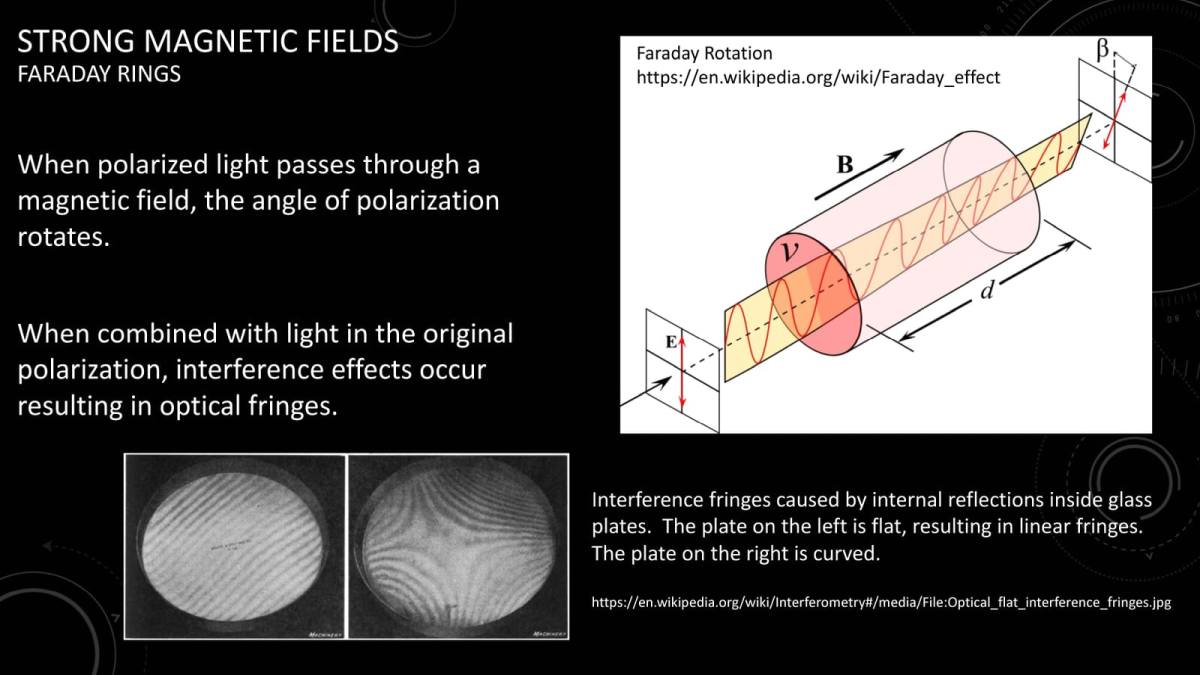 STRONG MAGNETIC FIELDS
FARADAY RINGS
When polarized light passes through a
magnetic field, the angle of polarization
rotates.
When combined with light in the original
polarization, interference effects occur
resulting in optical fringes.
Faraday Rotation
https://en.wikipedia.org/wiki/Faraday_effect
β
B
ν
d
E
MACHINERY
MACHINERY
Interference fringes caused by internal reflections inside glass
plates. The plate on the left is flat, resulting in linear fringes.
The plate on the right is curved.
https://en.wikipedia.org/wiki/Interferometry#/media/File:Optical_flat_interference_fringes.jpg